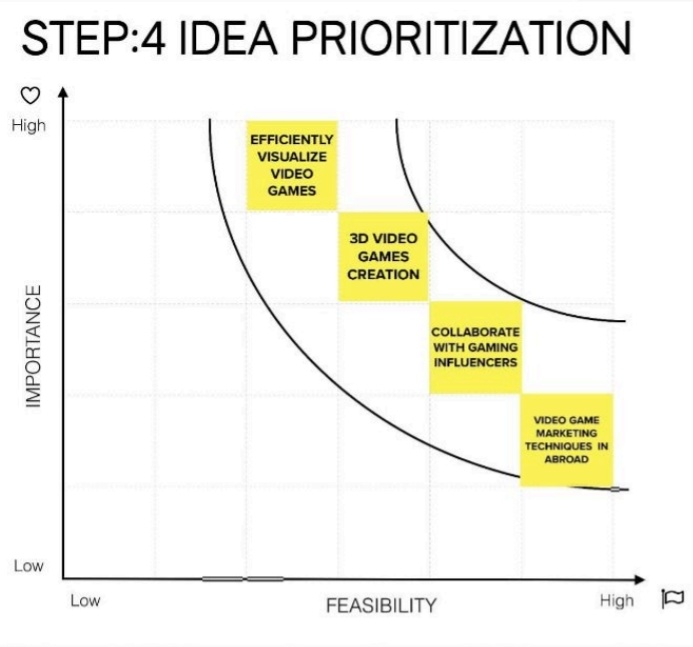 STEP:4 IDEA PRIORITIZATION
High
EFFICIENTLY
VISUALIZE
VIDEO
GAMES
3D VIDEO
GAMES
CREATION
IMPORTANCE
COLLABORATE
WITH GAMING
INFLUENCERS
VIDEO GAME
MARKETING
TECHNIQUES IN
ABROAD
Low
Low
FEASIBILITY
High